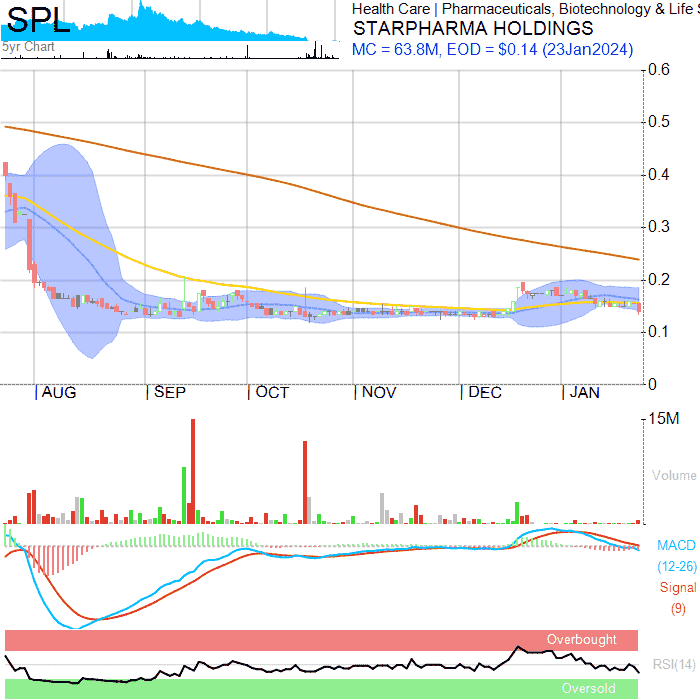 SPL
Health Care | Pharmaceuticals, Biotechnology & Life S
STARPHARMA HOLDINGS
5yr Chart
MC = 63.8M, EOD = $0.14 (23Jan2024)
0.6
0.5
0.4
0.3
0.2
0.1
0
|AUG |SEP |OCT |NOV |DEC |JAN
15M
Volume
MACD
(12-26)
Signal
(9)
Overbought
RSI(14)
Oversold